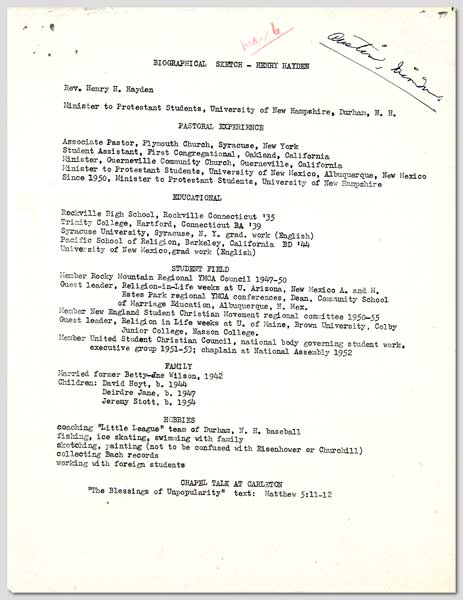 Mar 6
BIOGRAPHICAL SKETCH - HENRY HAYDEN
Rev. Henry H. Hayden
Minister to Protestant Students, University of New Hampshire, Durham, N. H.
PASTORAL EXPERIENCE
Associate Pastor, Plymouth Church, Syracuse, New York
Student Assistant, First Congregational, Oakland, California
Minister, Guerneville Community Church, Guerneville, California
Minister to Protestant Students, University of New Mexico, Albuquerque, New Mexico
Since 1950, Minister to Protestant Students, University of New Hampshire
EDUCATIONAL
Rockville High School, Rockville Connecticut '35
Trinity College, Hartford, Connecticut BA '39
Syracuse University, Syracuse, N. Y. grad. work (English)
Pacific School of Religion, Berkeley, California BD '44
University of New Mexico,grad work (English)
STUDENT FIELD
Member Rocky Mountain Regional YMCA Council 1947-50
Guest leader, Religion-in-Life weeks at U. Arizona, New Mexico A. and M.
Estes Park regional YMCA conferences, Dean, Community School
of Marriage Education, Albuquerque, N. Mex.
Member New England Student Christian Movement regional committee 1950-55
Guest leader, Religion in Life weeks at U. of Maine, Brown University, Colby
Junior College, Nasson College.
Member United Student Christian Council, national body governing student work,
executive group 1951-53; chaplain at National Assembly 1952
FAMILY
Married former Betty-Ane Wilson, 1942
Children: David Hoyt, b. 1944
Deirdre Jane, b. 1947
Jeremy Stott, b. 1954
HOBBIES
coaching "Little League" team of Durham, N. H. baseball
fishing, ice skating, swimming with family
sketching, painting (not to be confused with Eisenhower or Churchill)
collecting Bach records
working with foreign students
CHAPEL TALK AT CARLETON
"The Blessings of Unpopularity" text: Matthew 5:11-12